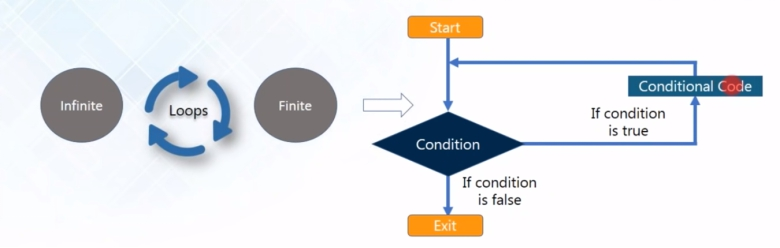 Infinite
Loops
Finite
Start
Conditional Code
If condition
is true
Condition
If condition
is false
Exit